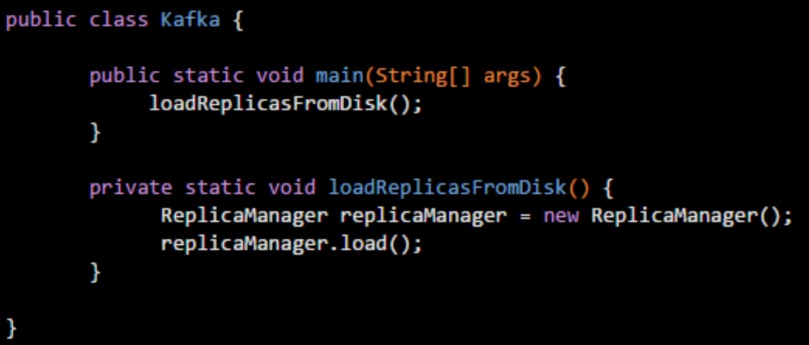 public class Kafka {
public static void main(String[] args) {
loadReplicasFromDisk();
}
private static void loadReplicasFromDisk() {
ReplicaManager replicaManager = new ReplicaManager();
replicaManager.load();
}
}